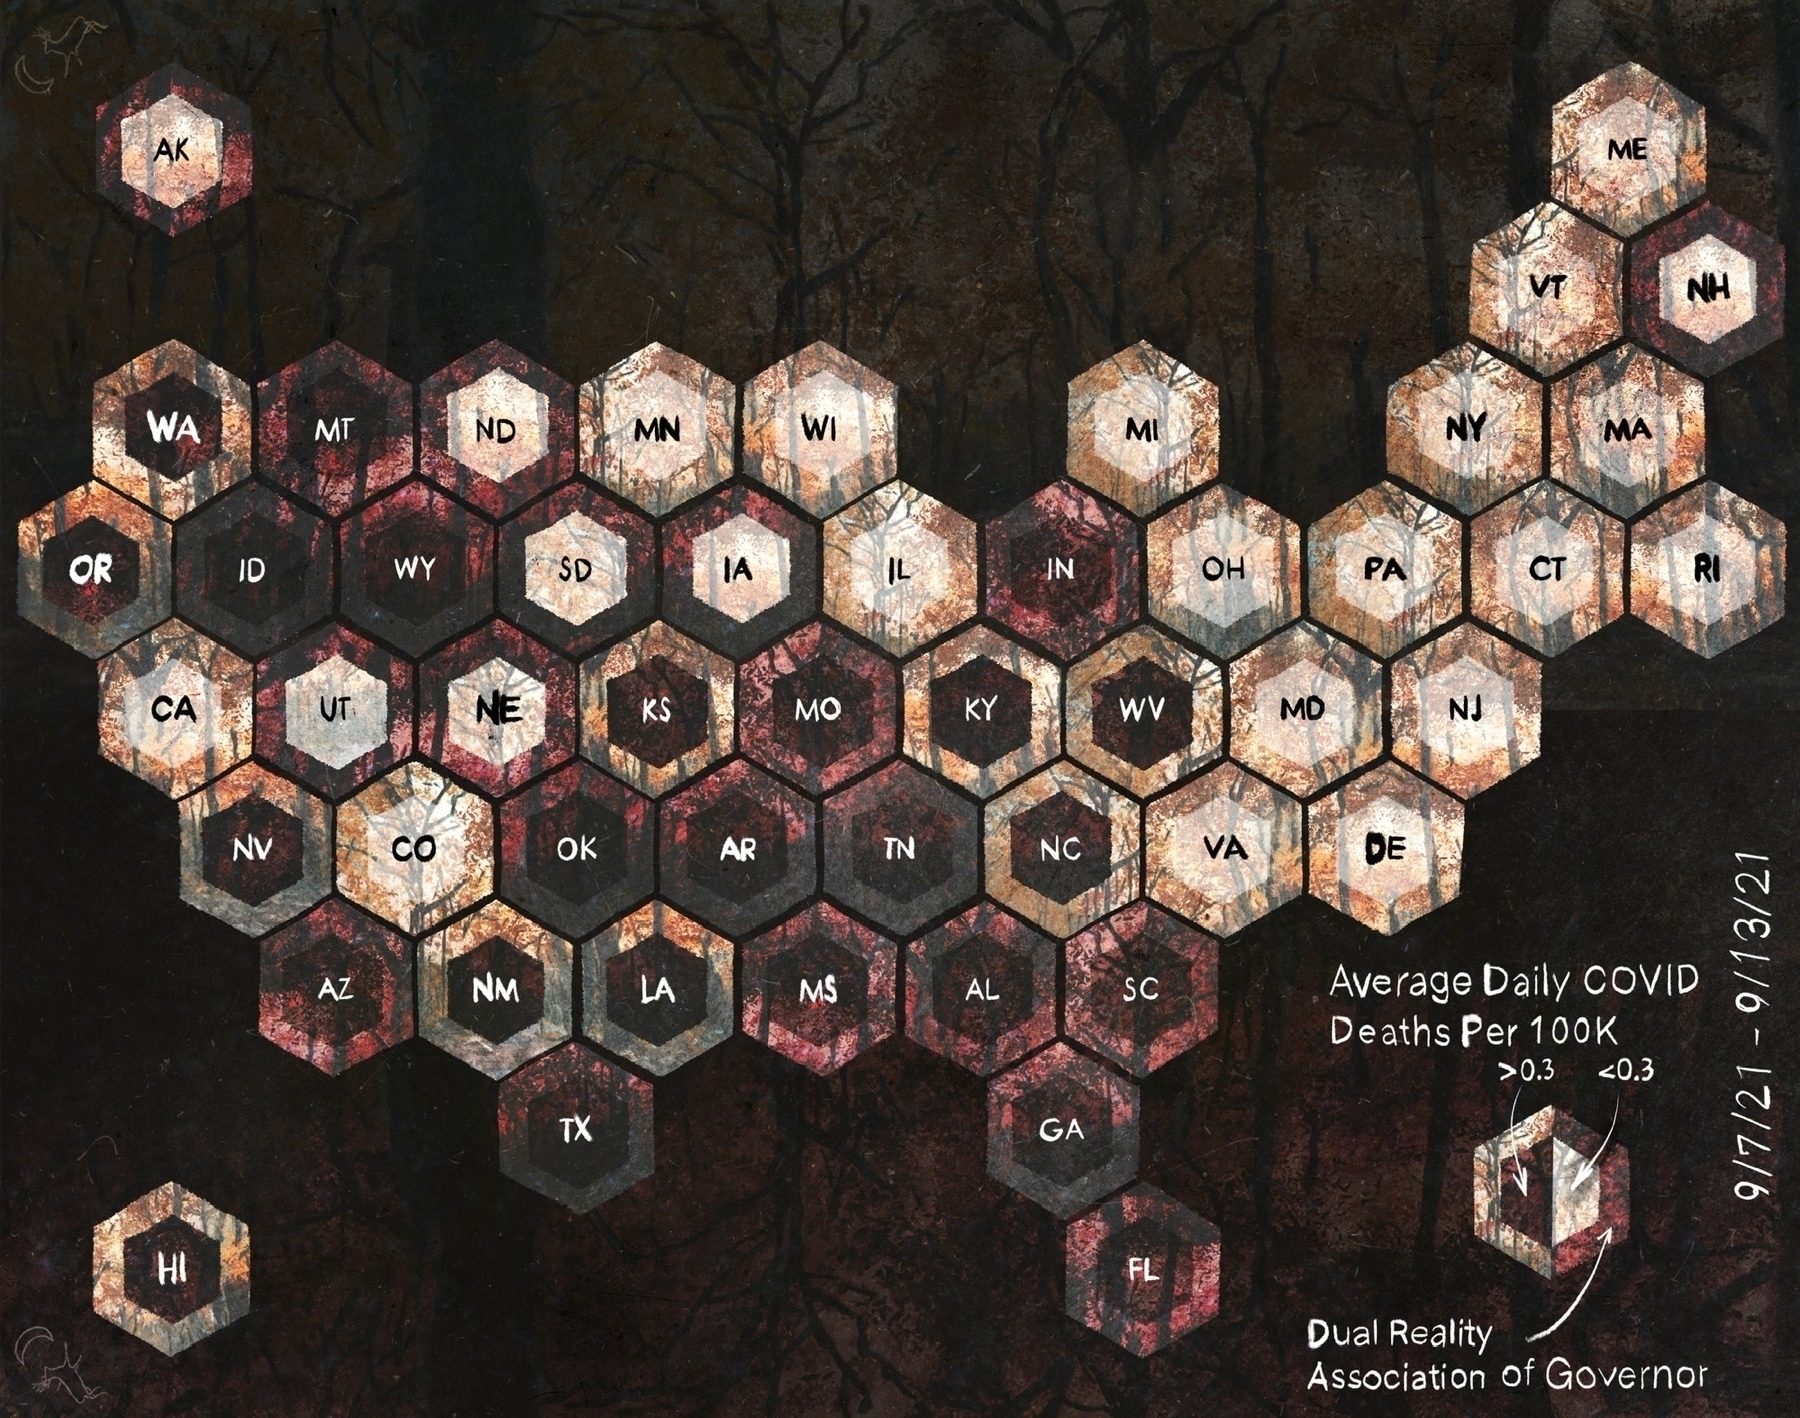 AK
ME
VT
NH
WA
MT
ND
MN
WI
MI
NY
MA
OR
ID
WY
SD
IA
IL
IN
OH
PA
CT
RI
CA
UT
NE
KS
MO
KY
WV
MD
NJ
NV
CO
OK
AR
TN
NC
VA
DE
AZ
NM
LA
MS
AL
SC
TX
GA
HI
FL
Average Daily COVID
Deaths Per 100K
>0.3 <0.3
Dual Reality
Association of Governor
9/7/21 - 9/13/21